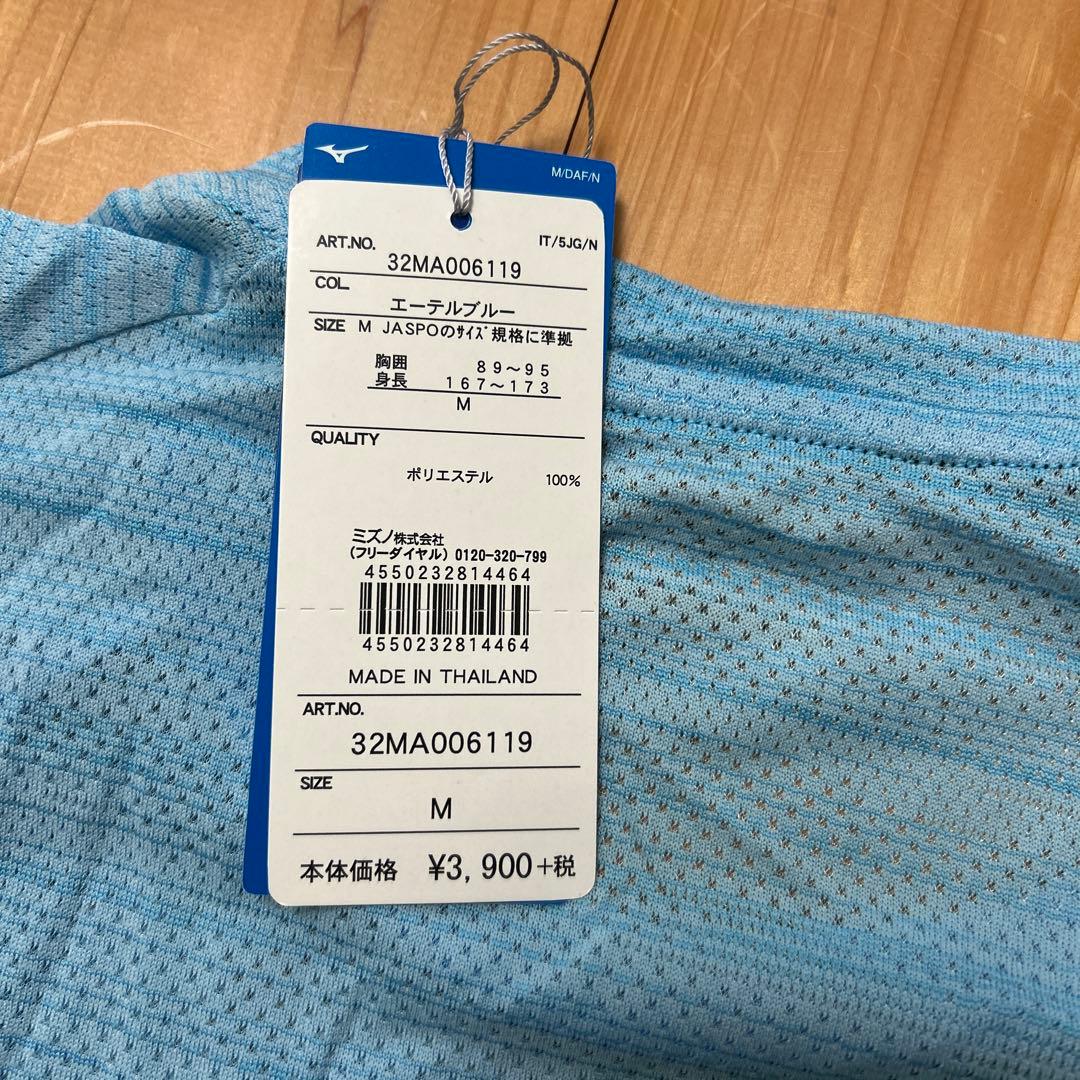 M/DAF/N
ART.NO.
IT/5JG/N
32MA006119
COL.
エーテルブルー
SIZE M JASPOのｻｲｽﾞ規格に準拠
胸囲 89～95
身長 167～173
M
QUALITY
ポリエステル 100%
ミズノ株式会社
(フリーダイヤル) 0120-320-799
4550232814464
4550232814464
MADE IN THAILAND
ART.NO.
32MA006119
SIZE
M
本体価格 ¥3,900+税